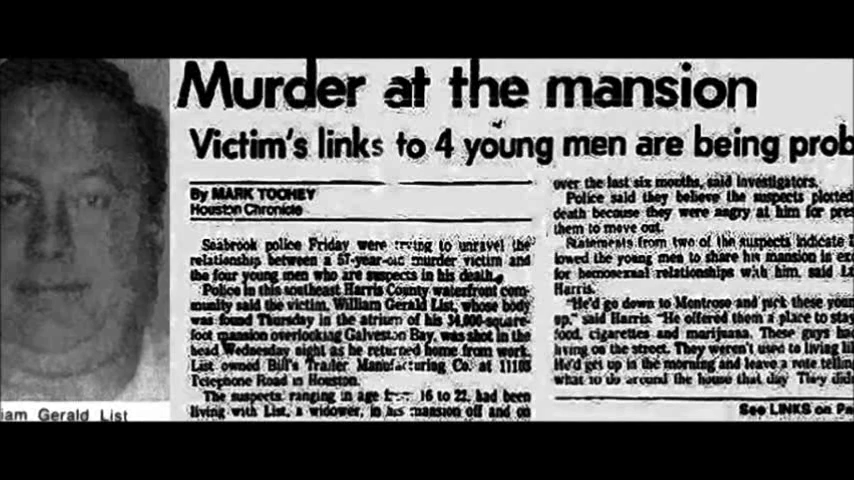 Murder at the mansion
Victim's links to 4 young men are being prob
By MARK TOOHEY
Houston Chronicle
Seabrook police Friday were trying to unravel the
relationship between a 57-year-old murder victim and
the four young men who are suspects in his death.
Police in this southeast Harris County waterfront com-
munity said the victim, William Gerald List, whose body
was found Thursday in the atrium of his 34,000-square-
foot mansion overlooking Galveston Bay, was shot in the
head Wednesday night as he returned home from work.
List owned Bill's Trailer Manufacturing Co. at 11103
Telephone Road in Houston.
The suspects, ranging in age from 16 to 22, had been
living with List, a widower, in his mansion off and on
over the last six months, said investigators.
Police said they believe the suspects plotted
death because they were angry at him for pres
them to move out.
Statements from two of the suspects indicate
lowed the young men to share his mansion in ex
for homosexual relationships with him, said Lt
Harris.
"He'd go down to Montrose and pick these youn
up," said Harris. "He offered them a place to stay
food, cigarettes and marijuana. These guys had
living on the street. They weren't used to living li
He'd get up in the morning and leave a note tellin
what to do around the house that day They didn
See LINKS on Pa
iam Gerald List